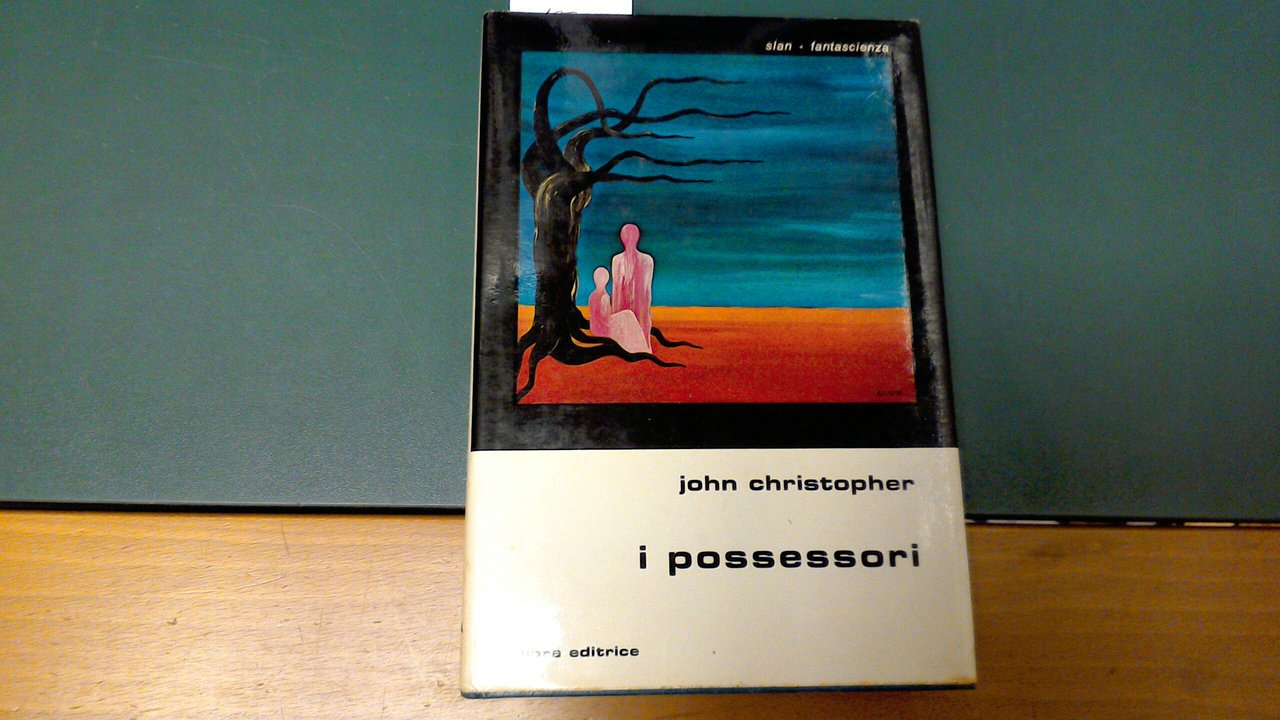 slan • fantascienza
john christopher
i possessori
editrice